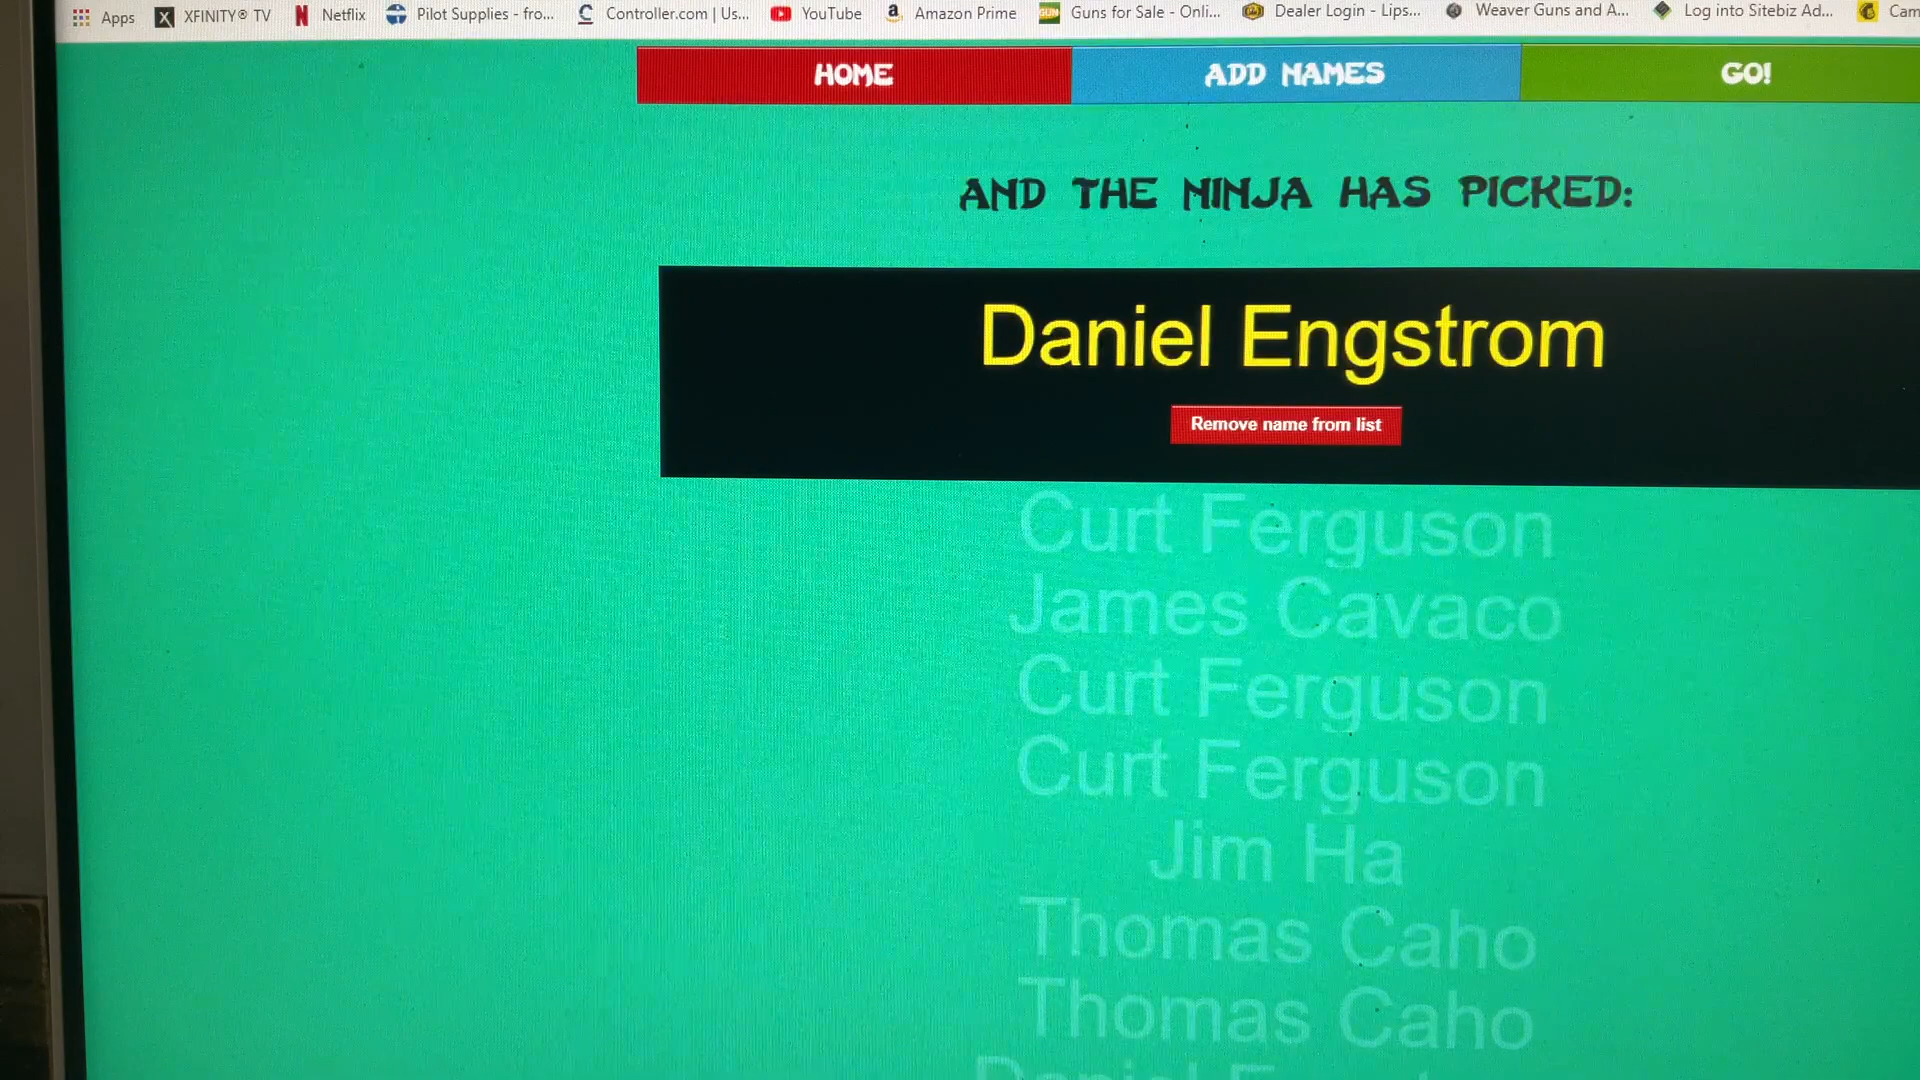 Apps XFINITY® TV Netflix Pilot Supplies - fro... Controller.com | Us... YouTube Amazon Prime Guns for Sale - Onli... Dealer Login - Lips... Weaver Guns and A... Log into Sitebiz Ad... Cam
HOME ADD NAMES GO!
AND THE NINJA HAS PICKED:
Daniel Engstrom
Remove name from list
Curt Ferguson
James Cavaco
Curt Ferguson
Curt Ferguson
Jim Ha
Thomas Caho
Thomas Caho